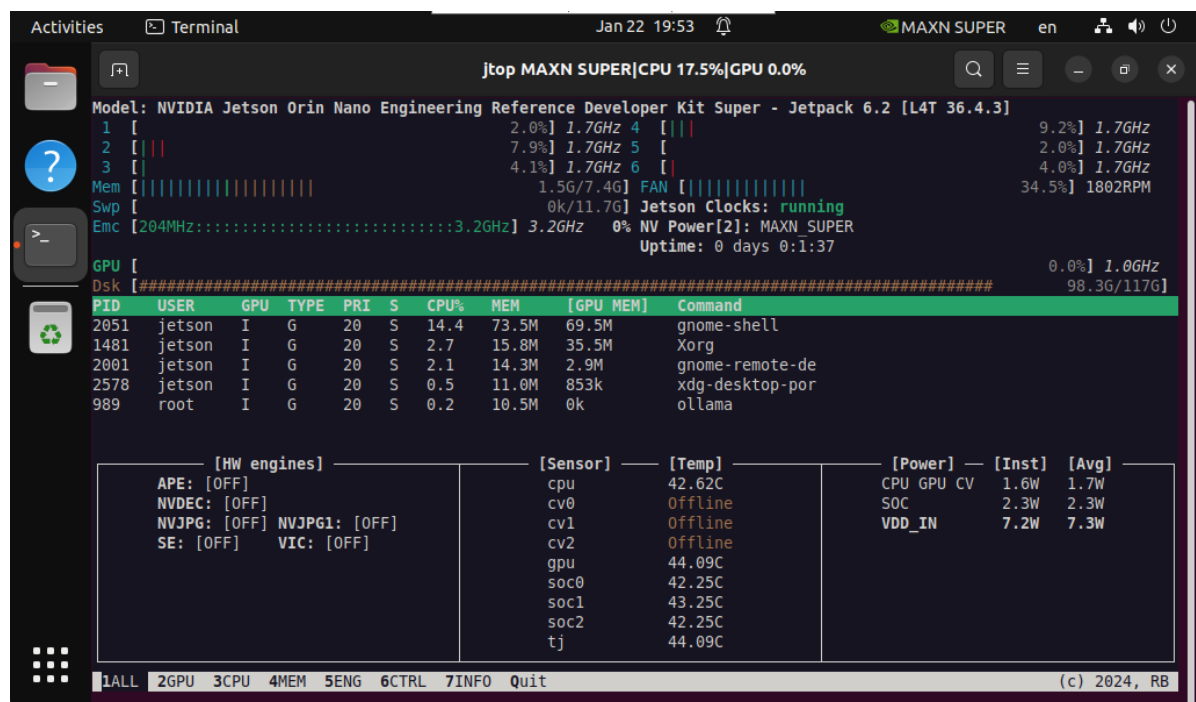 Activities Terminal Jan 22 19:53 MAXN SUPER en
jtop MAXN SUPER|CPU 17.5%|GPU 0.0%
Model: NVIDIA Jetson Orin Nano Engineering Reference Developer Kit Super - Jetpack 6.2 [L4T 36.4.3]
1 [ 2.0%] 1.7GHz 4 [||| 9.2%] 1.7GHz
2 [||| 7.9%] 1.7GHz 5 [ 2.0%] 1.7GHz
3 [| 4.1%] 1.7GHz 6 [| 4.0%] 1.7GHz
Mem [||||||||||||||||||| 1.5G/7.4G] FAN [||||||||||||| 34.5%] 1802RPM
Swp [ 0k/11.7G] Jetson Clocks: running
Emc [204MHz:::::::::::::::::::::::::::::::::3.2GHz] 3.2GHz 0% NV Power[2]: MAXN_SUPER
Uptime: 0 days 0:1:37
GPU [ 0.0%] 1.0GHz
Dsk [############################################################################################# 98.3G/117G]
PID USER GPU TYPE PRI S CPU% MEM [GPU MEM] Command
2051 jetson I G 20 S 14.4 73.5M 69.5M gnome-shell
1481 jetson I G 20 S 2.7 15.8M 35.5M Xorg
2001 jetson I G 20 S 2.1 14.3M 2.9M gnome-remote-de
2578 jetson I G 20 S 0.5 11.0M 853k xdg-desktop-por
989 root I G 20 S 0.2 10.5M 0k ollama
[HW engines] [Sensor] [Temp] [Power] [Inst] [Avg]
APE: [OFF] cpu 42.62C CPU GPU CV 1.6W 1.7W
NVDEC: [OFF] cv0 Offline SOC 2.3W 2.3W
NVJPG: [OFF] NVJPG1: [OFF] cv1 Offline VDD_IN 7.2W 7.3W
SE: [OFF] VIC: [OFF] cv2 Offline
gpu 44.09C
soc0 42.25C
soc1 43.25C
soc2 42.25C
tj 44.09C
1ALL 2GPU 3CPU 4MEM 5ENG 6CTRL 7INFO Quit (c) 2024, RB